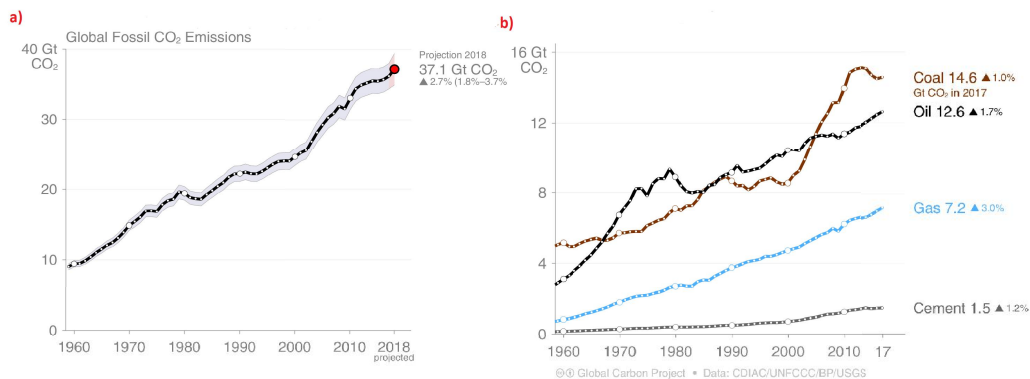 a)
Global Fossil CO₂ Emissions
40 Gt
CO₂
30
20
10
0
1960
1970
1980
1990
2000
2010
2018
projected
Projection 2018
37.1 Gt CO₂
▲ 2.7% (1.8%–3.7%
b)
16 Gt
CO₂
12
8
4
0
1960
1970
1980
1990
2000
2010
17
Coal 14.6 ▲ 1.0%
Gt CO₂ in 2017
Oil 12.6 ▲ 1.7%
Gas 7.2 ▲ 3.0%
Cement 1.5 ▲ 1.2%
Global Carbon Project • Data: CDIAC/UNFCCC/BP/USGS